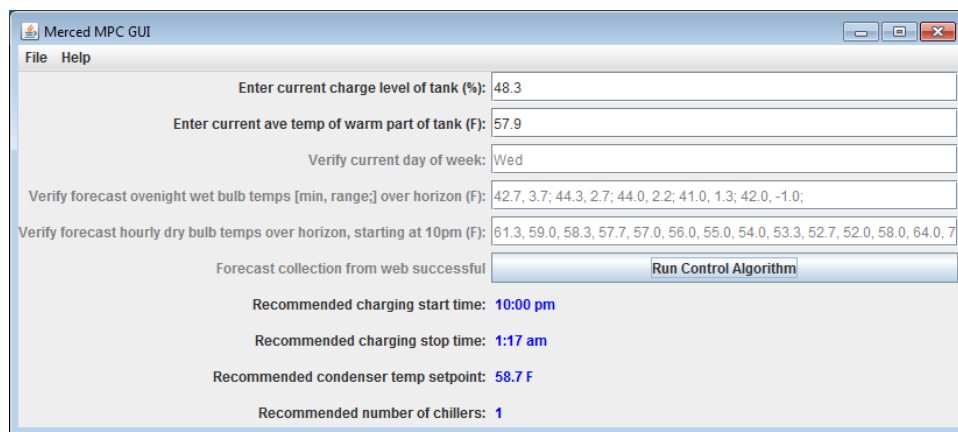 Merced MPC GUI
File Help
Enter current charge level of tank (%): 48.3
Enter current ave temp of warm part of tank (F): 57.9
Verify current day of week: Wed
Verify forecast ovenight wet bulb temps [min, range;] over horizon (F): 42.7, 3.7; 44.3, 2.7; 44.0, 2.2; 41.0, 1.3; 42.0, -1.0;
Verify forecast hourly dry bulb temps over horizon, starting at 10pm (F): 61.3, 59.0, 58.3, 57.7, 57.0, 56.0, 55.0, 54.0, 53.3, 52.7, 52.0, 58.0, 64.0, 7
Forecast collection from web successful Run Control Algorithm
Recommended charging start time: 10:00 pm
Recommended charging stop time: 1:17 am
Recommended condenser temp setpoint: 58.7 F
Recommended number of chillers: 1